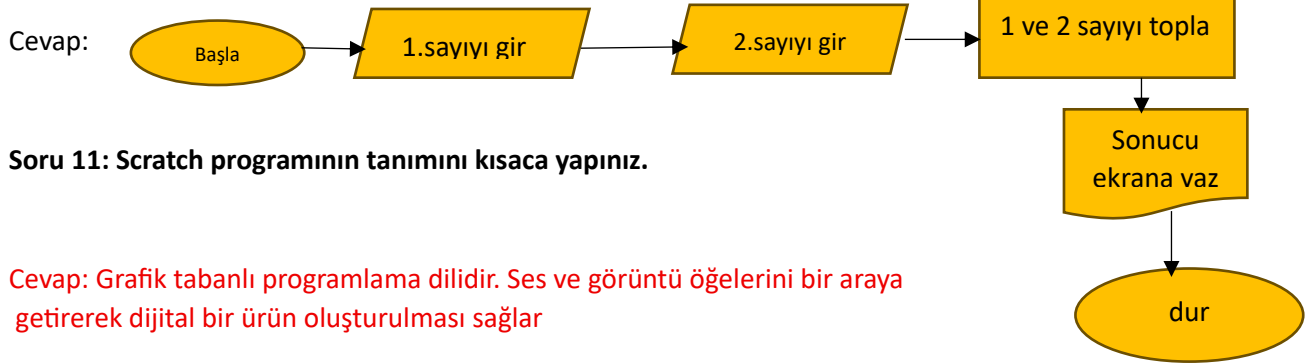 Cevap:
Başla
1.sayıyı gir
2.sayıyı gir
1 ve 2 sayıyı topla
Sonucu
ekrana yaz
Soru 11: Scratch programının tanımını kısaca yapınız.
Cevap: Grafik tabanlı programlama dilidir. Ses ve görüntü öğelerini bir araya
getirerek dijital bir ürün oluşturulması sağlar
dur